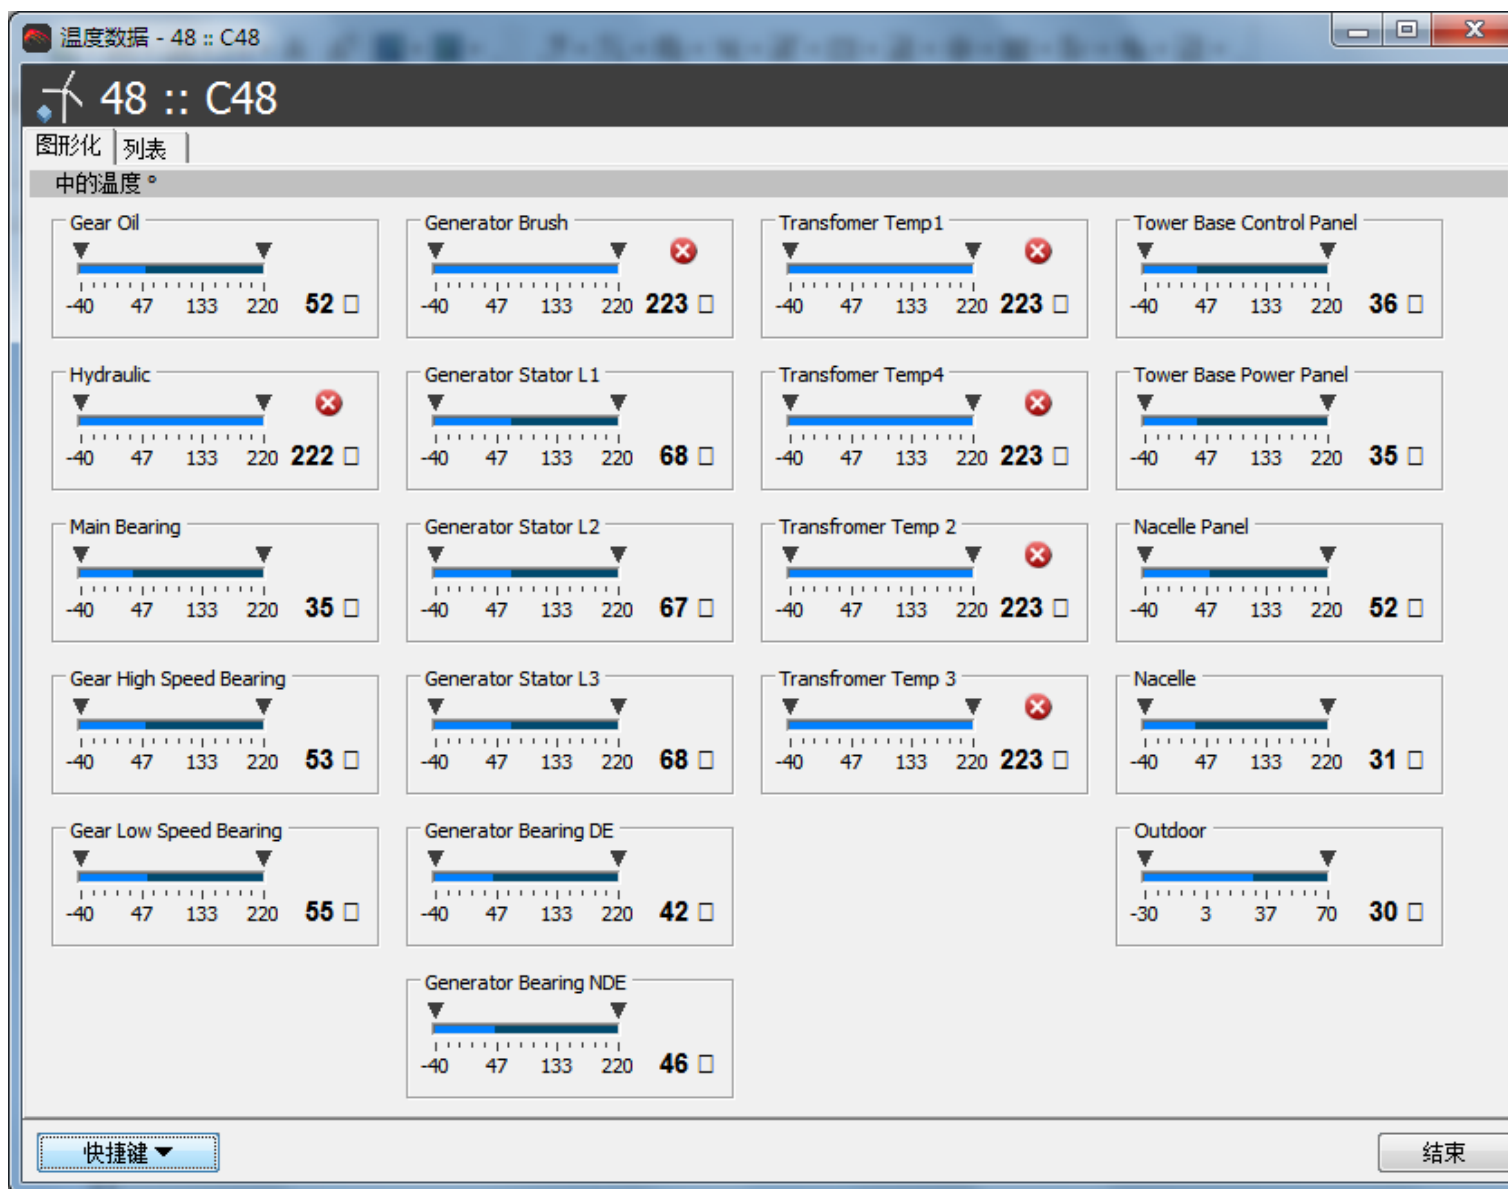 温度数据 - 48 :: C48
48 :: C48
图形化 列表
中的温度 °
Gear Oil
-40 47 133 220 52 □
Generator Brush
-40 47 133 220 223 □
Transfomer Temp1
-40 47 133 220 223 □
Tower Base Control Panel
-40 47 133 220 36 □
Hydraulic
-40 47 133 220 222 □
Generator Stator L1
-40 47 133 220 68 □
Transfomer Temp4
-40 47 133 220 223 □
Tower Base Power Panel
-40 47 133 220 35 □
Main Bearing
-40 47 133 220 35 □
Generator Stator L2
-40 47 133 220 67 □
Transfromer Temp 2
-40 47 133 220 223 □
Nacelle Panel
-40 47 133 220 52 □
Gear High Speed Bearing
-40 47 133 220 53 □
Generator Stator L3
-40 47 133 220 68 □
Transfromer Temp 3
-40 47 133 220 223 □
Nacelle
-40 47 133 220 31 □
Gear Low Speed Bearing
-40 47 133 220 55 □
Generator Bearing DE
-40 47 133 220 42 □
Outdoor
-30 3 37 70 30 □
Generator Bearing NDE
-40 47 133 220 46 □
快捷键
结束